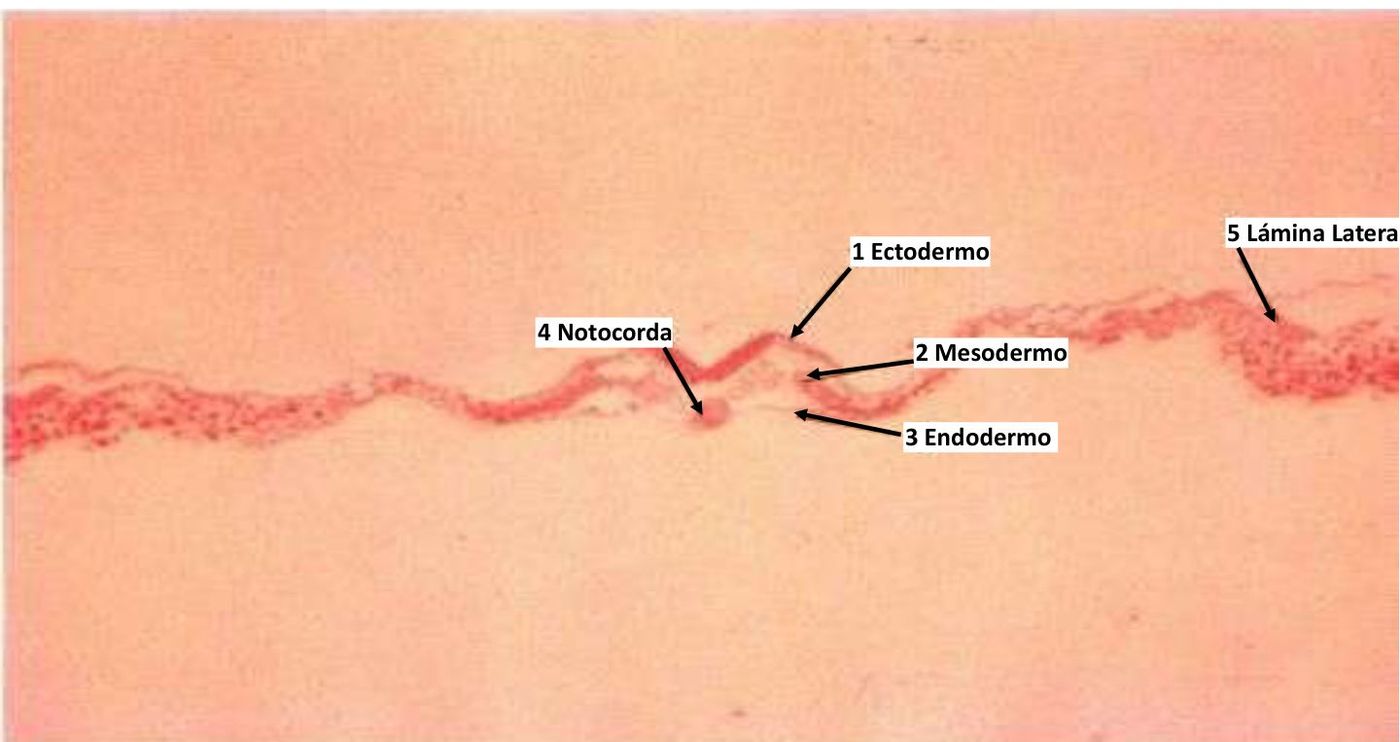 5 Lámina Latera
1 Ectodermo
4 Notocorda
2 Mesodermo
3 Endodermo